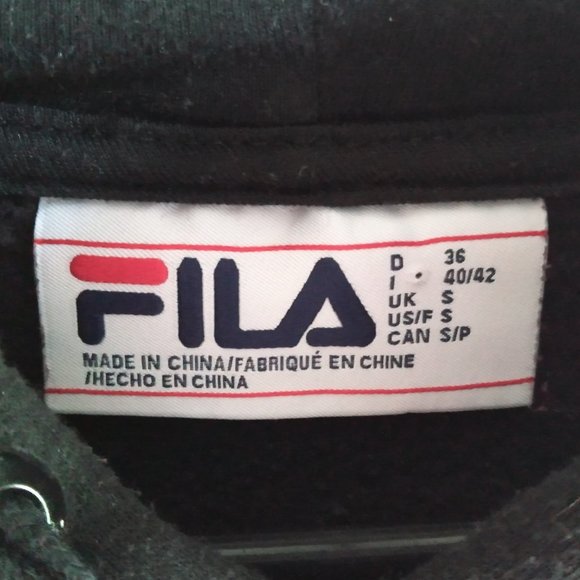 FILA
D 36
I 40/42
UK S
US/F S
CAN S/P
MADE IN CHINA/FABRIQUÉ EN CHINE
/HECHO EN CHINA